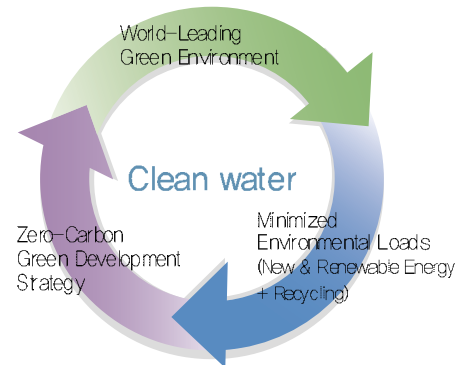 World-Leading
Green Environment
Clean water
Minimized
Environmental Loads
(New & Renewable Energy
+ Recycling)
Zero-Carbon
Green Development
Strategy